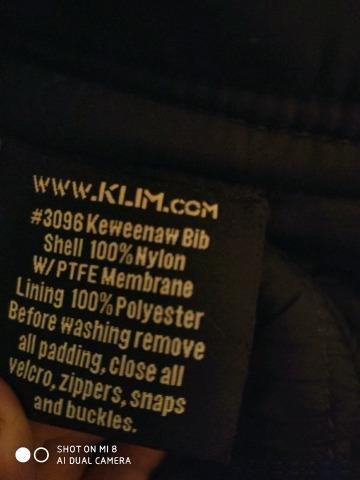 WWW.KLIM.COM
#3096 Keweenaw Bib
Shell 100% Nylon
W/ PTFE Membrane
Lining 100% Polyester
Before washing remove
all padding, close all
velcro, zippers, snaps
and buckles.
SHOT ON MI 8
AI DUAL CAMERA